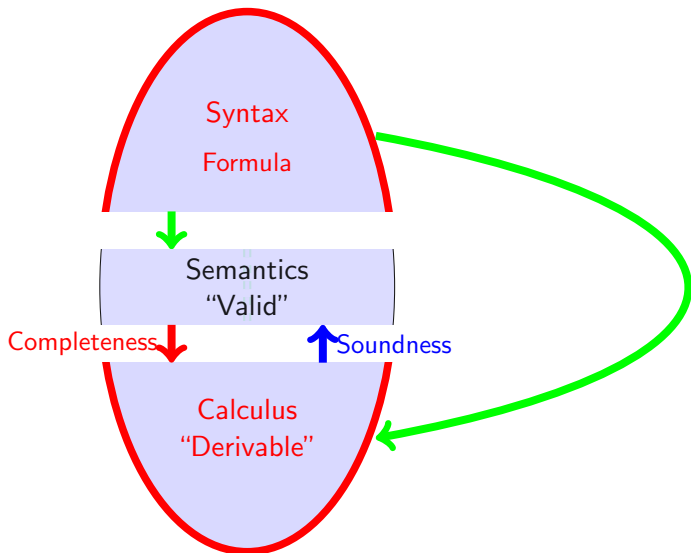 Syntax
Formula
Semantics
“Valid”
Completeness
Soundness
Calculus
“Derivable”